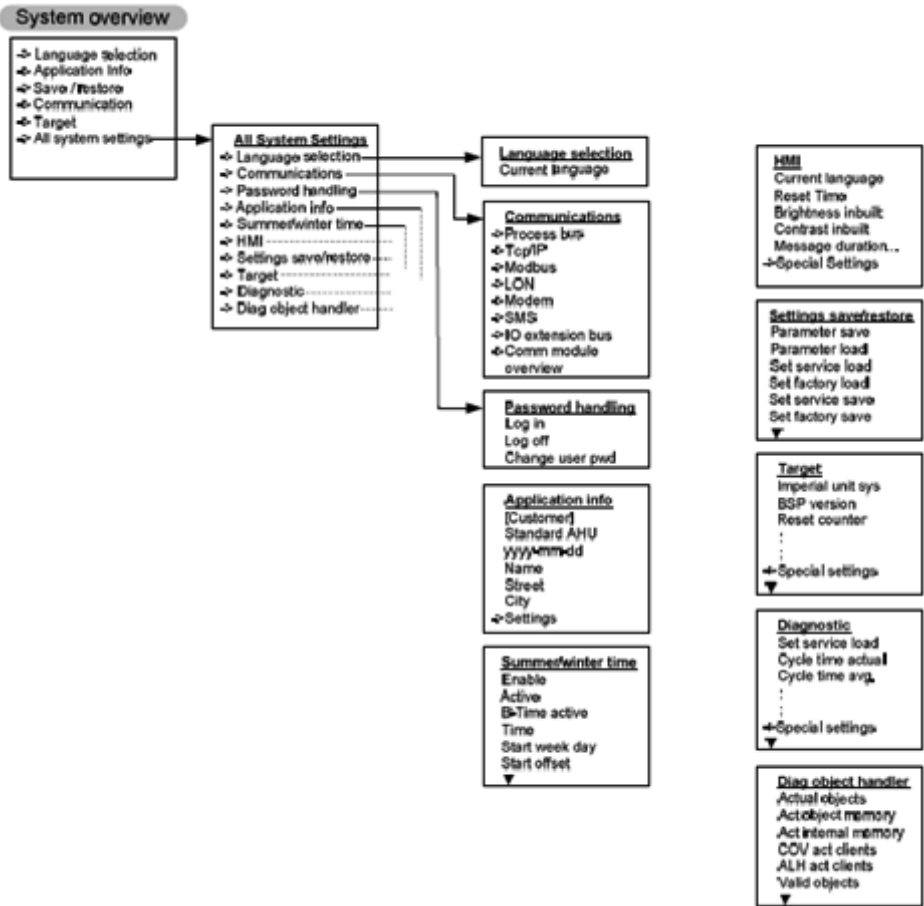 System overview
Language selection
Application Info
Save / restore
Communication
Target
All system settings
All System Settings
Language selection
Communications
Password handling
Application info
Summer/winter time
HMI
Settings save/restore
Target
Diagnostic
Diag object handler
Language selection
Current language
Communications
Process bus
Tcp/IP
Modbus
LON
Modem
SMS
IO extension bus
Comm module
overview
Password handling
Log in
Log off
Change user pwd
Application info
[Customer]
Standard AHU
yyyy-mm-dd
Name
Street
City
Settings
Summer/winter time
Enable
Active
B-Time active
Time
Start week day
Start offset
HMI
Current language
Reset Time
Brightness inbuilt
Contrast inbuilt
Message duration...
Special Settings
Settings save/restore
Parameter save
Parameter load
Set service load
Set factory load
Set service save
Set factory save
Target
Imperial unit sys
BSP version
Reset counter
Special settings
Diagnostic
Set service load
Cycle time actual
Cycle time avg.
Special settings
Diag object handler
Actual objects
Act object memory
Act internal memory
COV act clients
ALH act clients
Valid objects